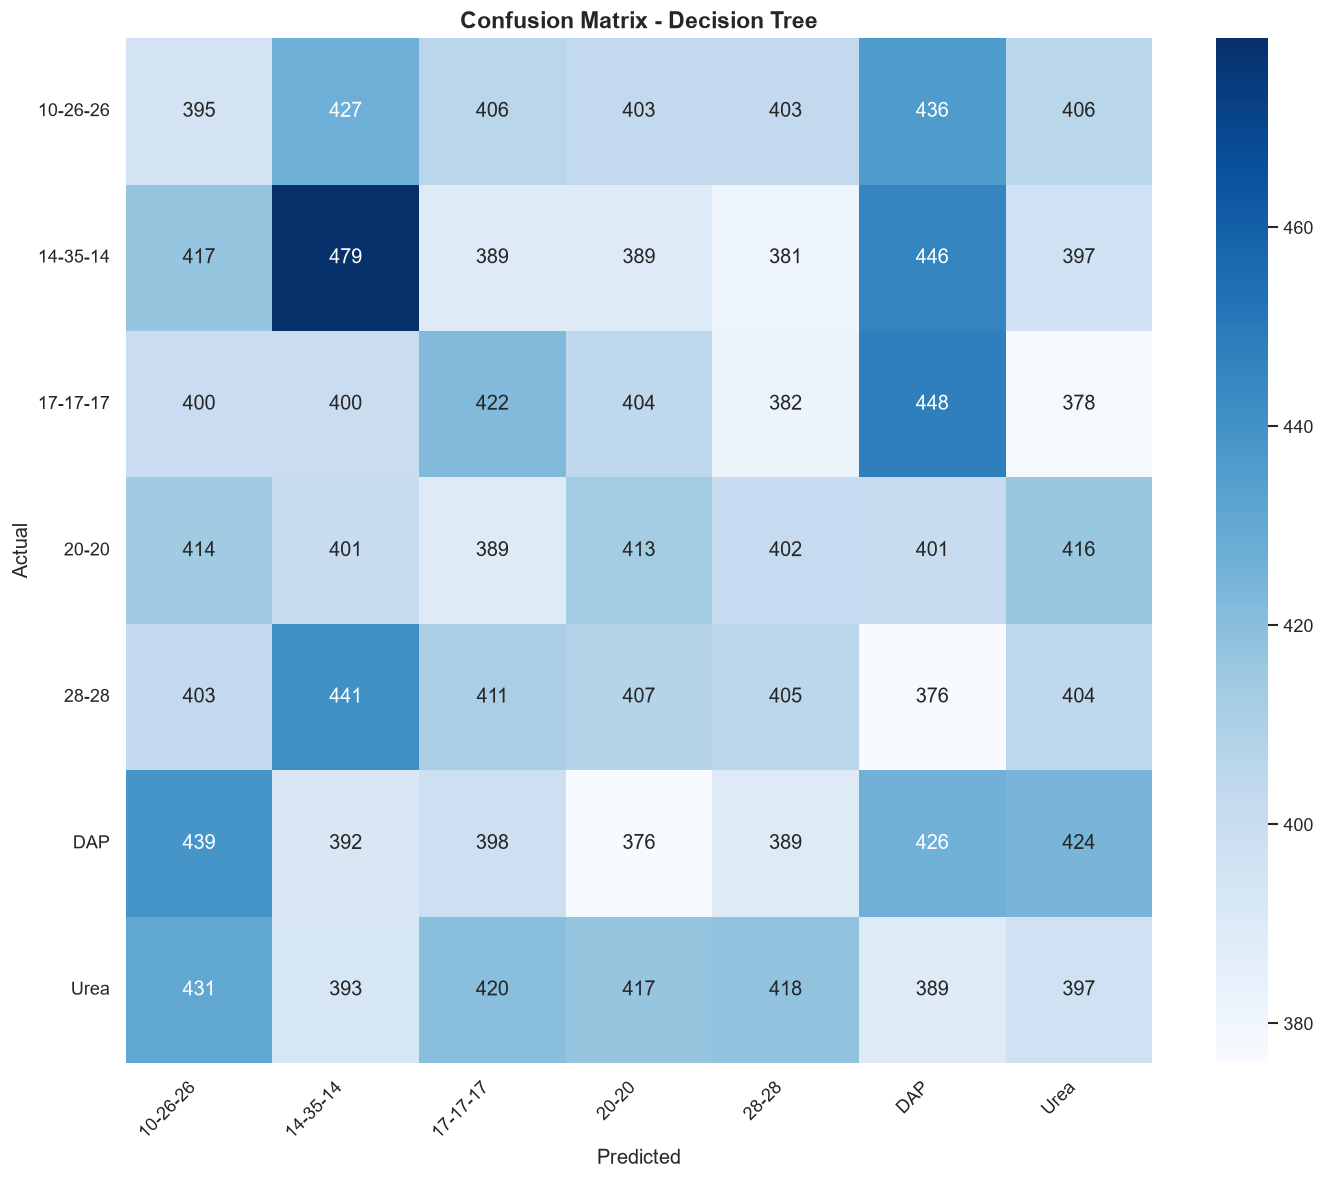 Confusion Matrix - Decision Tree
10-26-26 395 427 406 403 403 436 406
14-35-14 417 479 389 389 381 446 397
17-17-17 400 400 422 404 382 448 378
20-20 414 401 389 413 402 401 416
28-28 403 441 411 407 405 376 404
DAP 439 392 398 376 389 426 424
Urea 431 393 420 417 418 389 397
Actual
10-26-26 14-35-14 17-17-17 20-20 28-28 DAP Urea
Predicted
460
440
420
400
380